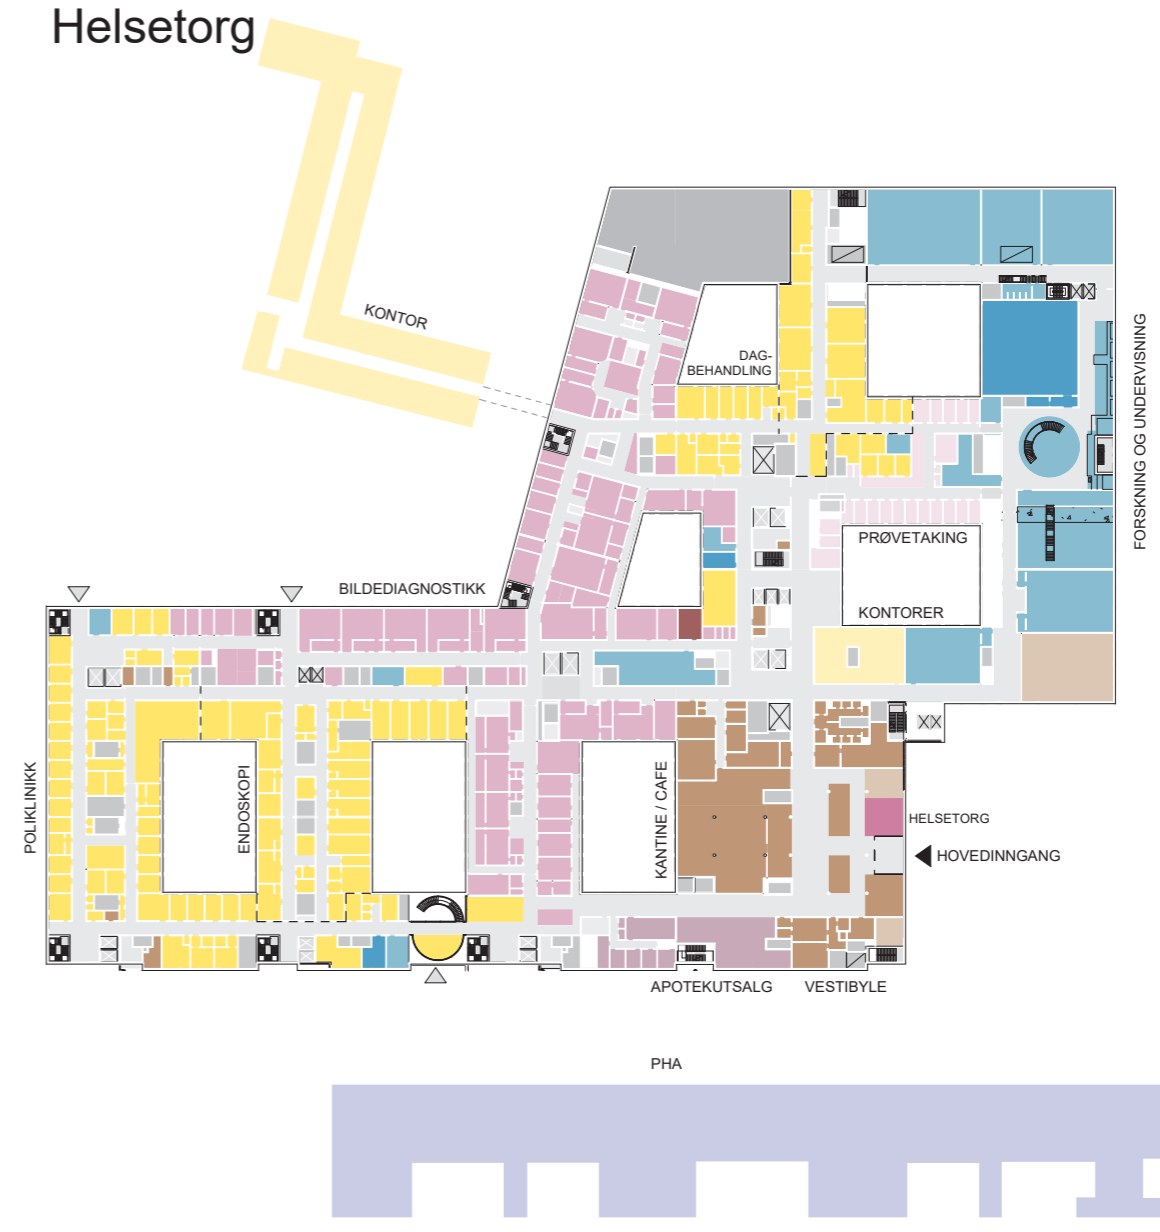 Helsetorg
KONTOR
DAG-
BEHANDLING
FORSKNING OG UNDERVISNING
PRØVETAKING
BILDEDIAGNOSTIKK
KONTORER
POLIKLINIKK
ENDOSKOPI
KANTINE / CAFE
HELSETORG
HOVEDINNGANG
APOTEKUTSALG
VESTIBYLE
PHA